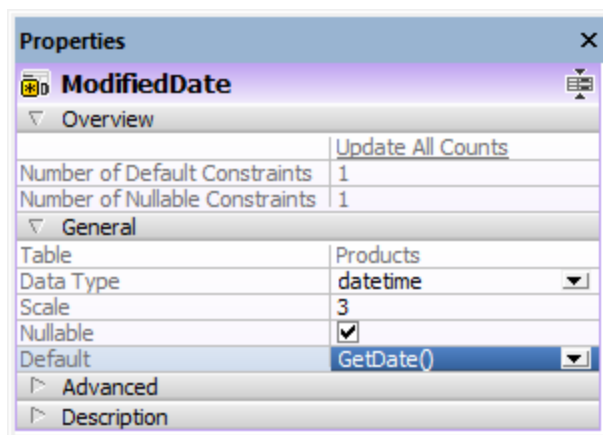 Properties
ModifiedDate
Overview
Update All Counts
Number of Default Constraints 1
Number of Nullable Constraints 1
General
Table Products
Data Type datetime
Scale 3
Nullable
Default GetDate()
Advanced
Description